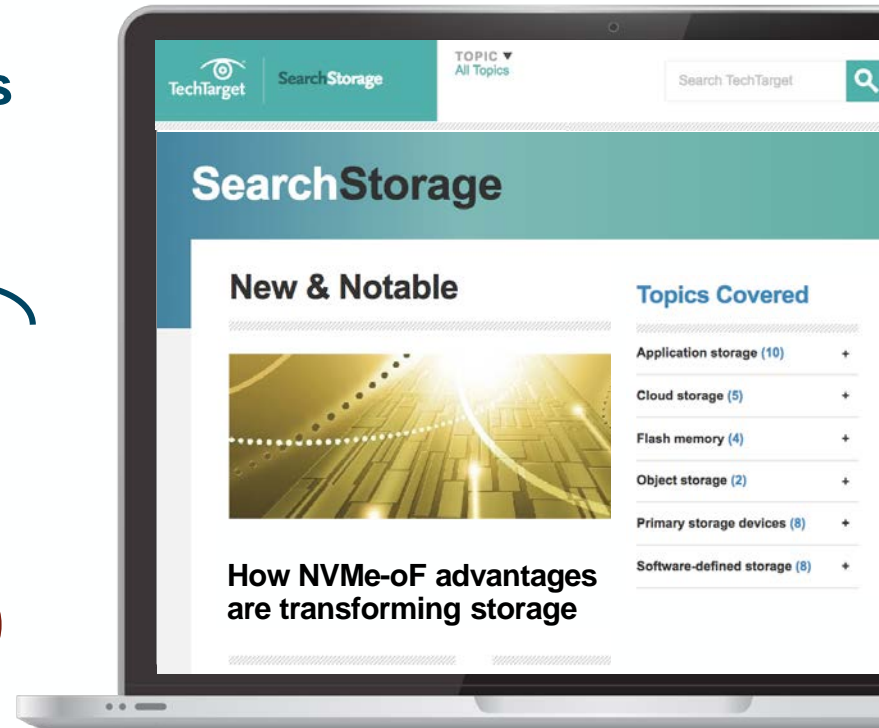 s
TechTarget
SearchStorage
TOPIC ▼
All Topics
Search TechTarget
SearchStorage
New & Notable
How NVMe-oF advantages
are transforming storage
Topics Covered
Application storage (10) +
Cloud storage (5) +
Flash memory (4) +
Object storage (2) +
Primary storage devices (8) +
Software-defined storage (8) +